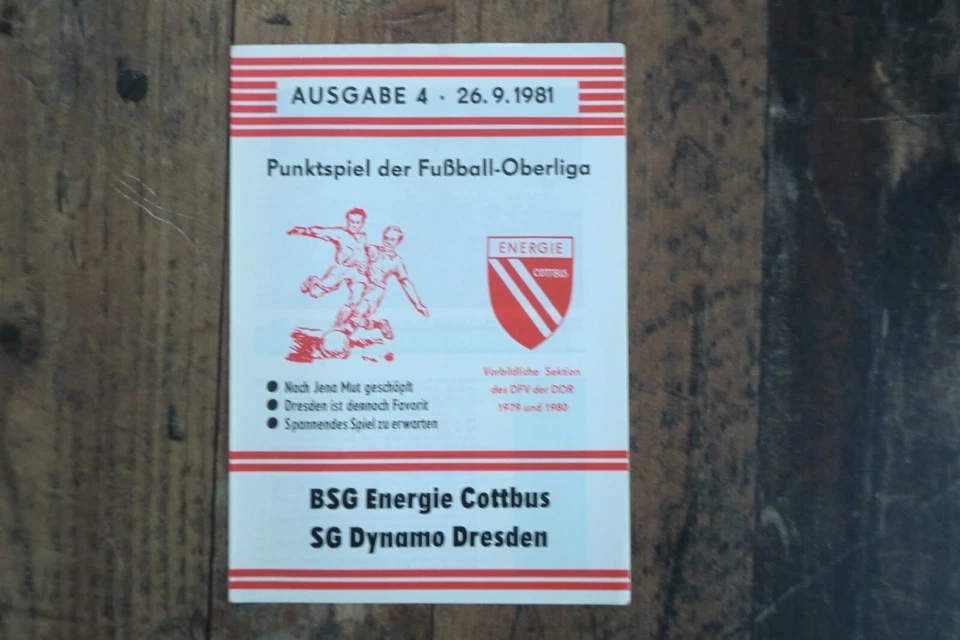 AUSGABE 4 · 26.9.1981
Punktspiel der Fußball-Oberliga
ENERGIE
COTTBUS
Vorbildliche Sektion
des DFV der DDR
1979 und 1980
● Nach Jena Mut geschöpft
● Dresden ist dennoch Favorit
● Spannendes Spiel zu erwarten
BSG Energie Cottbus
SG Dynamo Dresden